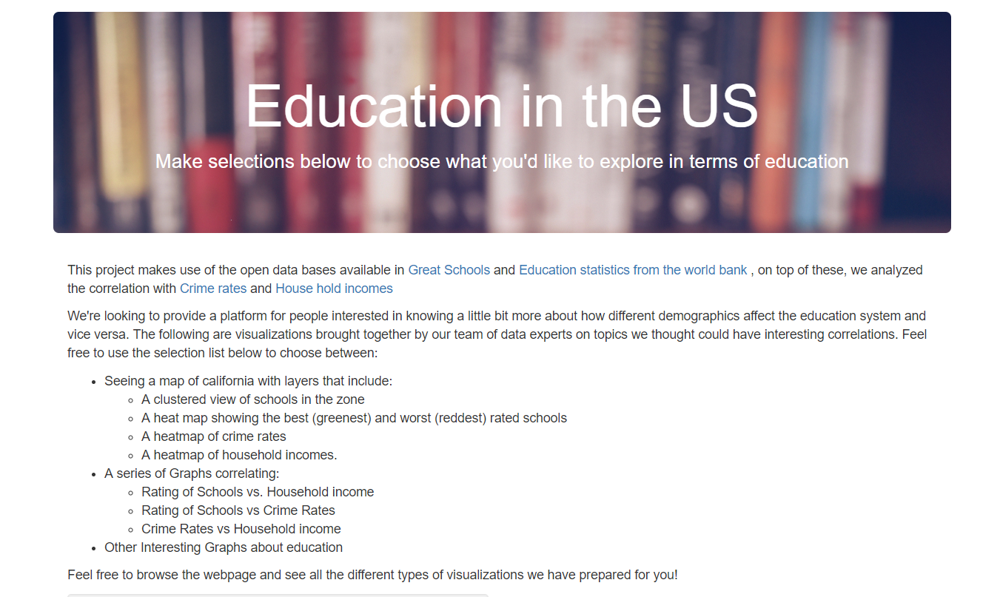 Education in the US
Make selections below to choose what you'd like to explore in terms of education
This project makes use of the open data bases available in Great Schools and Education statistics from the world bank , on top of these, we analyzed
the correlation with Crime rates and House hold incomes
We're looking to provide a platform for people interested in knowing a little bit more about how different demographics affect the education system and
vice versa. The following are visualizations brought together by our team of data experts on topics we thought could have interesting correlations. Feel
free to use the selection list below to choose between:
Seeing a map of california with layers that include:
A clustered view of schools in the zone
A heat map showing the best (greenest) and worst (reddest) rated schools
A heatmap of crime rates
A heatmap of household incomes.
A series of Graphs correlating:
Rating of Schools vs. Household income
Rating of Schools vs Crime Rates
Crime Rates vs Household income
Other Interesting Graphs about education
Feel free to browse the webpage and see all the different types of visualizations we have prepared for you!